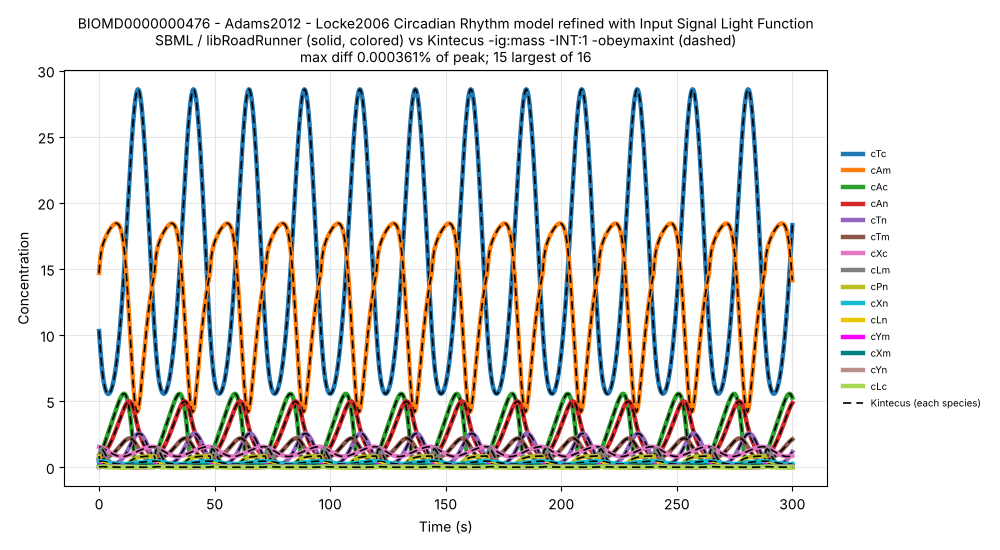 BIOMD0000000476 - Adams2012 - Locke2006 Circadian Rhythm model refined with Input Signal Light Function
SBML / libRoadRunner (solid, colored) vs Kintecus -ig:mass -INT:1 -obeymaxint (dashed)
max diff 0.000361% of peak; 15 largest of 16
30
25
20
15
10
5
0
Concentration
0
50
100
150
200
250
300
Time (s)
cTc
cAm
cAc
cAn
cTn
cTm
cXc
cLm
cPn
cXn
cLn
cYm
cXm
cYn
cLc
Kintecus (each species)